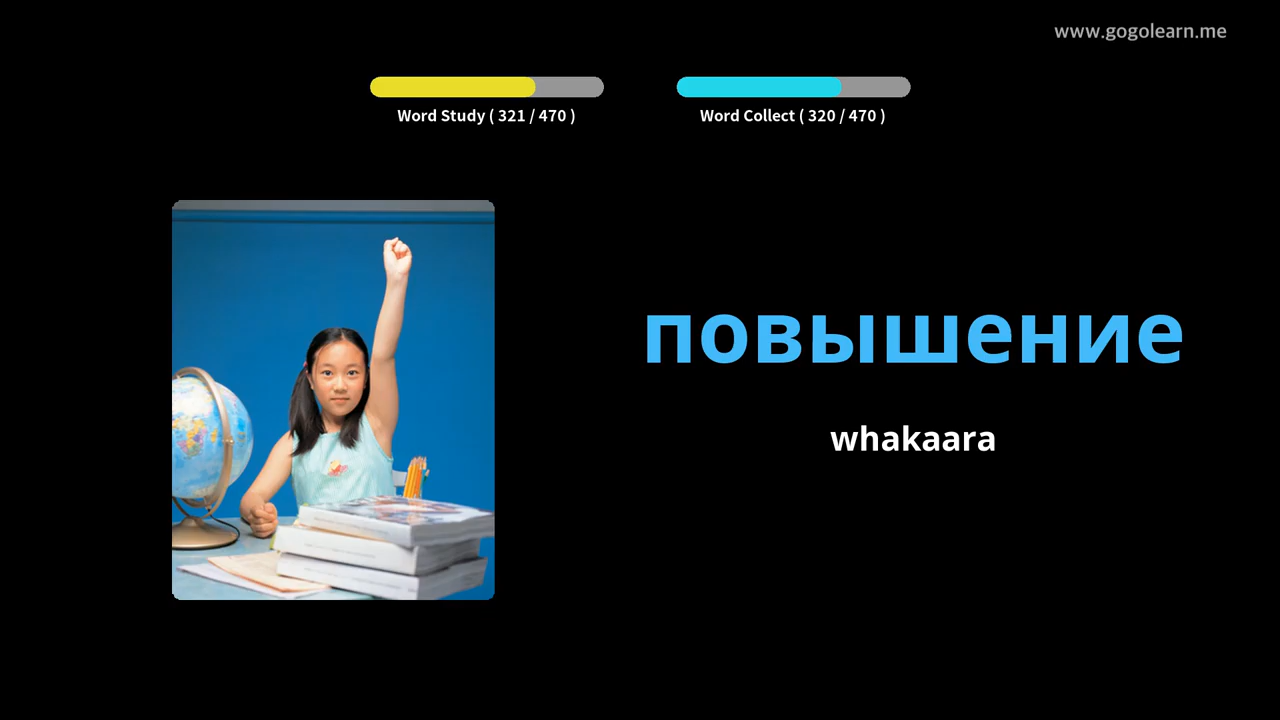 www.gogolearn.me
Word Study ( 321 / 470 )
Word Collect ( 320 / 470 )
повышение
whakaara